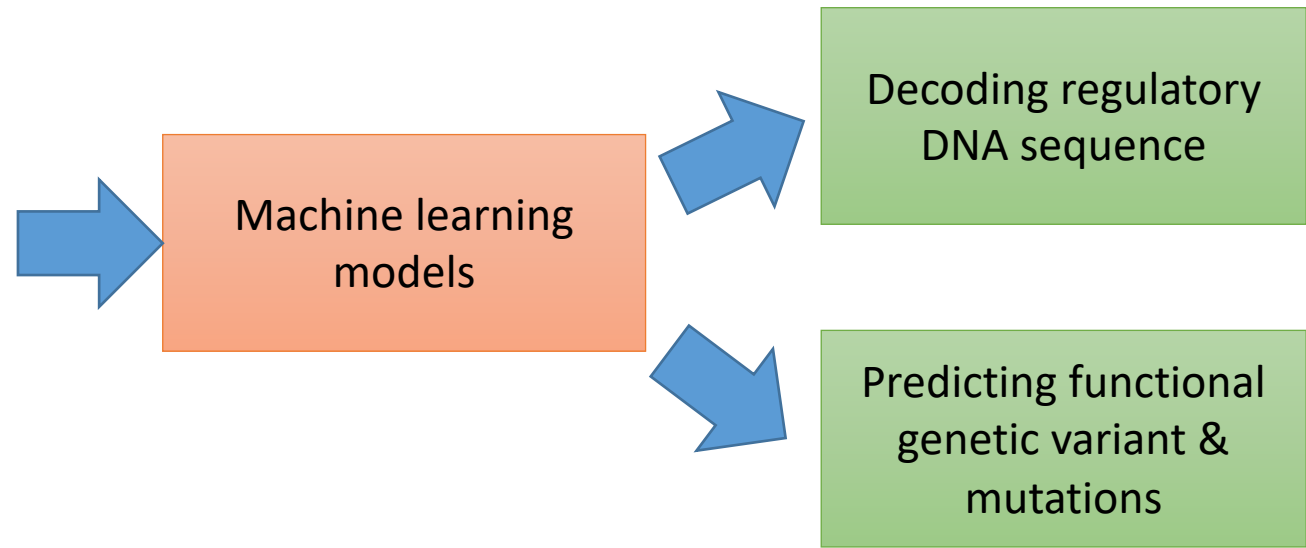 Machine learning
models
Decoding regulatory
DNA sequence
Predicting functional
genetic variant &
mutations